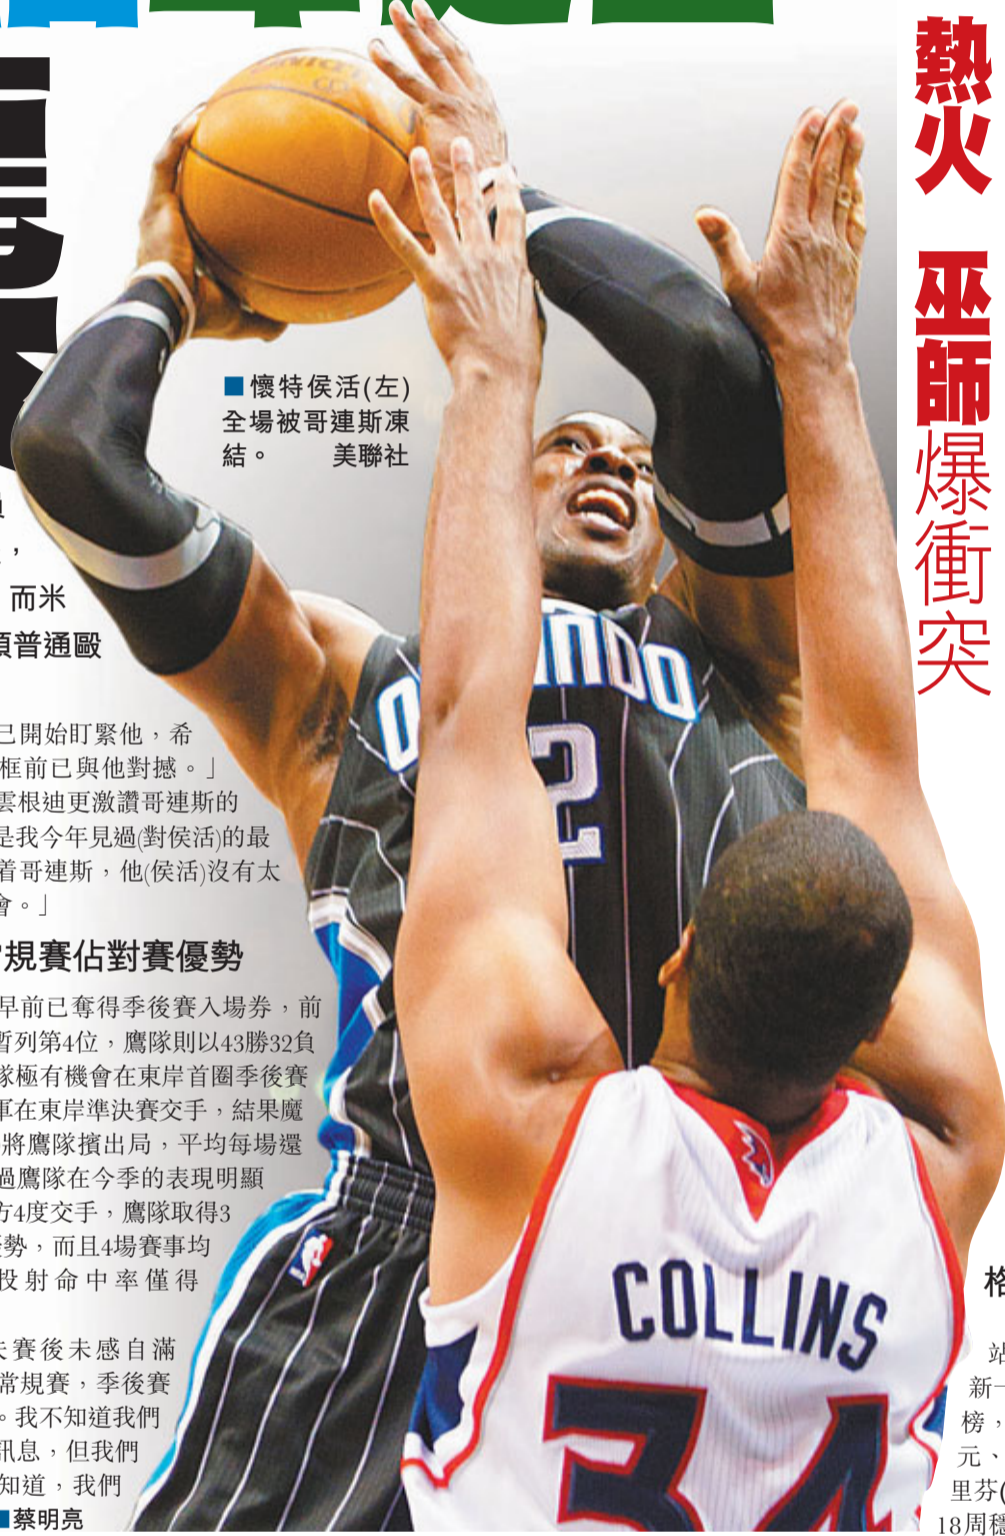 熱火 巫師爆衝突
■懷特侯活(左)
全場被哥連斯凍
結。 美聯社
,
而米
普通毆
已開始盯緊他，希
框前已與他對撼。」
雲根迪更激讚哥連斯的
是我今年見過(對侯活)的最
着哥連斯，他(侯活)沒有太
會。」
規賽佔對賽優勢
早前已奪得季後賽入場券，前
暫列第4位，鷹隊則以43勝32負
隊極有機會在東岸首圈季後賽
軍在東岸準決賽交手，結果魔
將鷹隊擯出局，平均每場還
過鷹隊在今季的表現明顯
方4度交手，鷹隊取得3
勢，而且4場賽事均
投射命中率僅得
賽後未感自滿
常規賽，季後賽
。我不知道我們
訊息，但我們
知道，我們
■蔡明亮
ORLANDO
2
COLLINS
34
格
站
新
榜，
元、
里芬(
18周穩